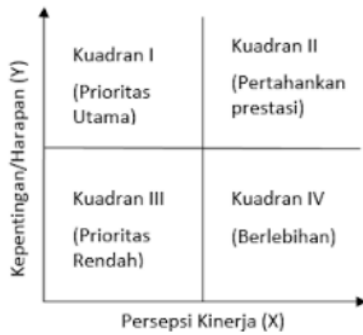 Kuadran I
(Prioritas
Utama)
Kuadran II
(Pertahankan
prestasi)
Kuadran III
(Prioritas
Rendah)
Kuadran IV
(Berlebihan)
Kepentingan/Harapan (Y)
Persepsi Kinerja (X)